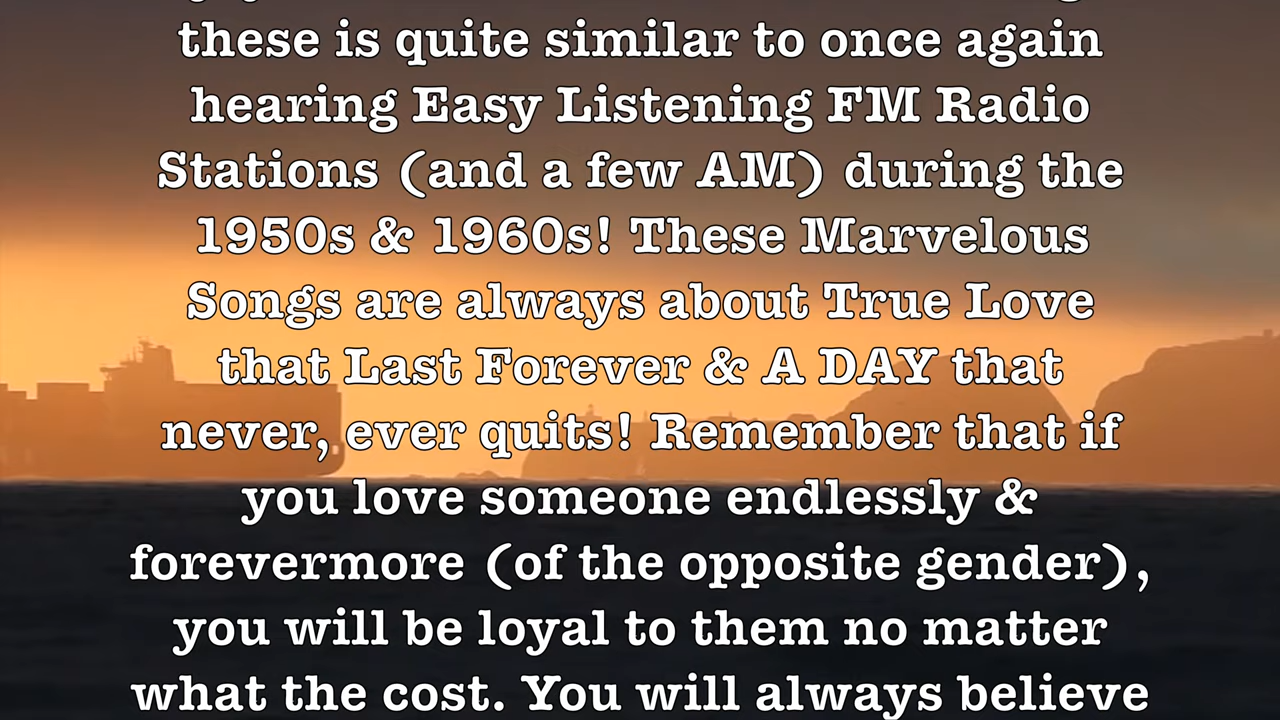 these is quite similar to once again
hearing Easy Listening FM Radio
Stations (and a few AM) during the
1950s & 1960s! These Marvelous
Songs are always about True Love
that Last Forever & A DAY that
never, ever quits! Remember that if
you love someone endlessly &
forevermore (of the opposite gender),
you will be loyal to them no matter
what the cost. You will always believe